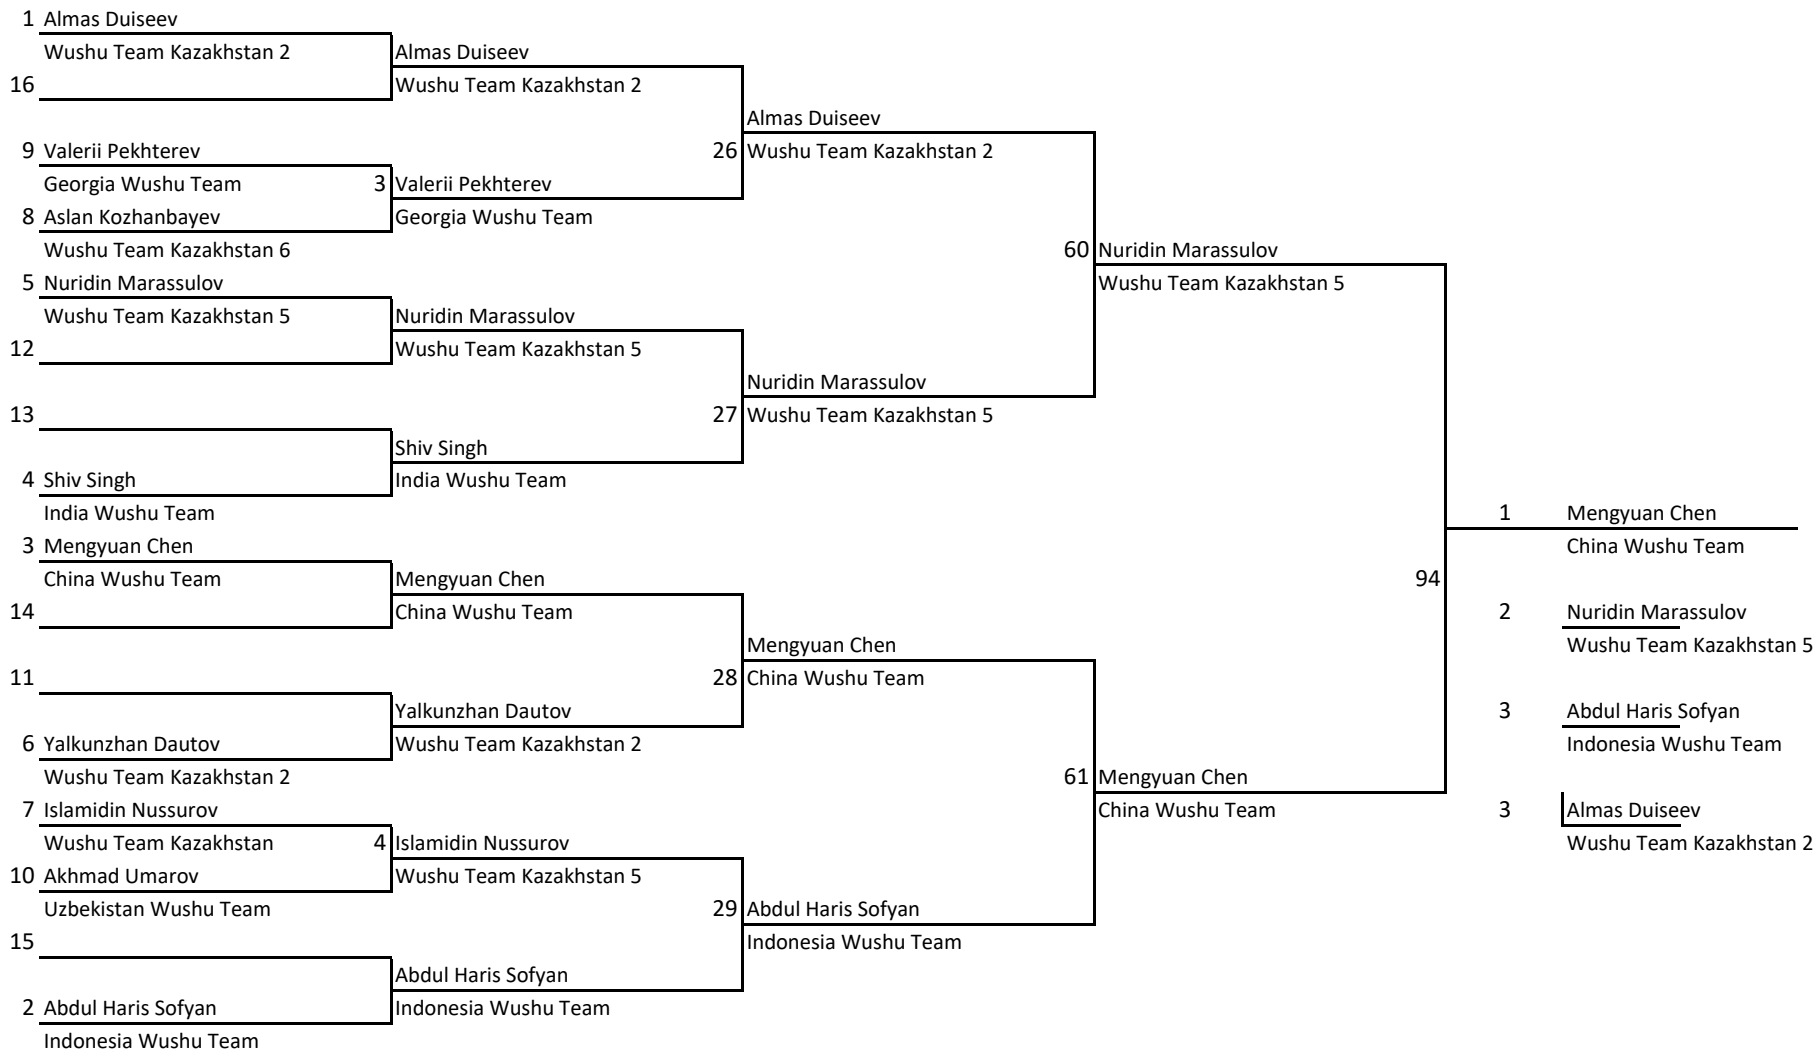 1 Almas Duiseev
Wushu Team Kazakhstan 2
Almas Duiseev
16
Wushu Team Kazakhstan 2
Almas Duiseev
9 Valerii Pekhterev
26 Wushu Team Kazakhstan 2
Georgia Wushu Team
3 Valerii Pekhterev
8 Aslan Kozhanbayev
Georgia Wushu Team
Wushu Team Kazakhstan 6
60 Nuridin Marassulov
5 Nuridin Marassulov
Wushu Team Kazakhstan 5
Wushu Team Kazakhstan 5
Nuridin Marassulov
12
Wushu Team Kazakhstan 5
Nuridin Marassulov
13
27 Wushu Team Kazakhstan 5
Shiv Singh
4 Shiv Singh
India Wushu Team
India Wushu Team
1 Mengyuan Chen
3 Mengyuan Chen
China Wushu Team
China Wushu Team
Mengyuan Chen
94
14
China Wushu Team
2 Nuridin Marassulov
Mengyuan Chen
Wushu Team Kazakhstan 5
11
28 China Wushu Team
Yalkunzhan Dautov
3 Abdul Haris Sofyan
6 Yalkunzhan Dautov
Wushu Team Kazakhstan 2
Indonesia Wushu Team
Wushu Team Kazakhstan 2
61 Mengyuan Chen
7 Islamidin Nussurov
China Wushu Team
3 Almas Duiseev
Wushu Team Kazakhstan
4 Islamidin Nussurov
Wushu Team Kazakhstan 2
10 Akhmad Umarov
Wushu Team Kazakhstan 5
Uzbekistan Wushu Team
29 Abdul Haris Sofyan
15
Indonesia Wushu Team
Abdul Haris Sofyan
2 Abdul Haris Sofyan
Indonesia Wushu Team
Indonesia Wushu Team